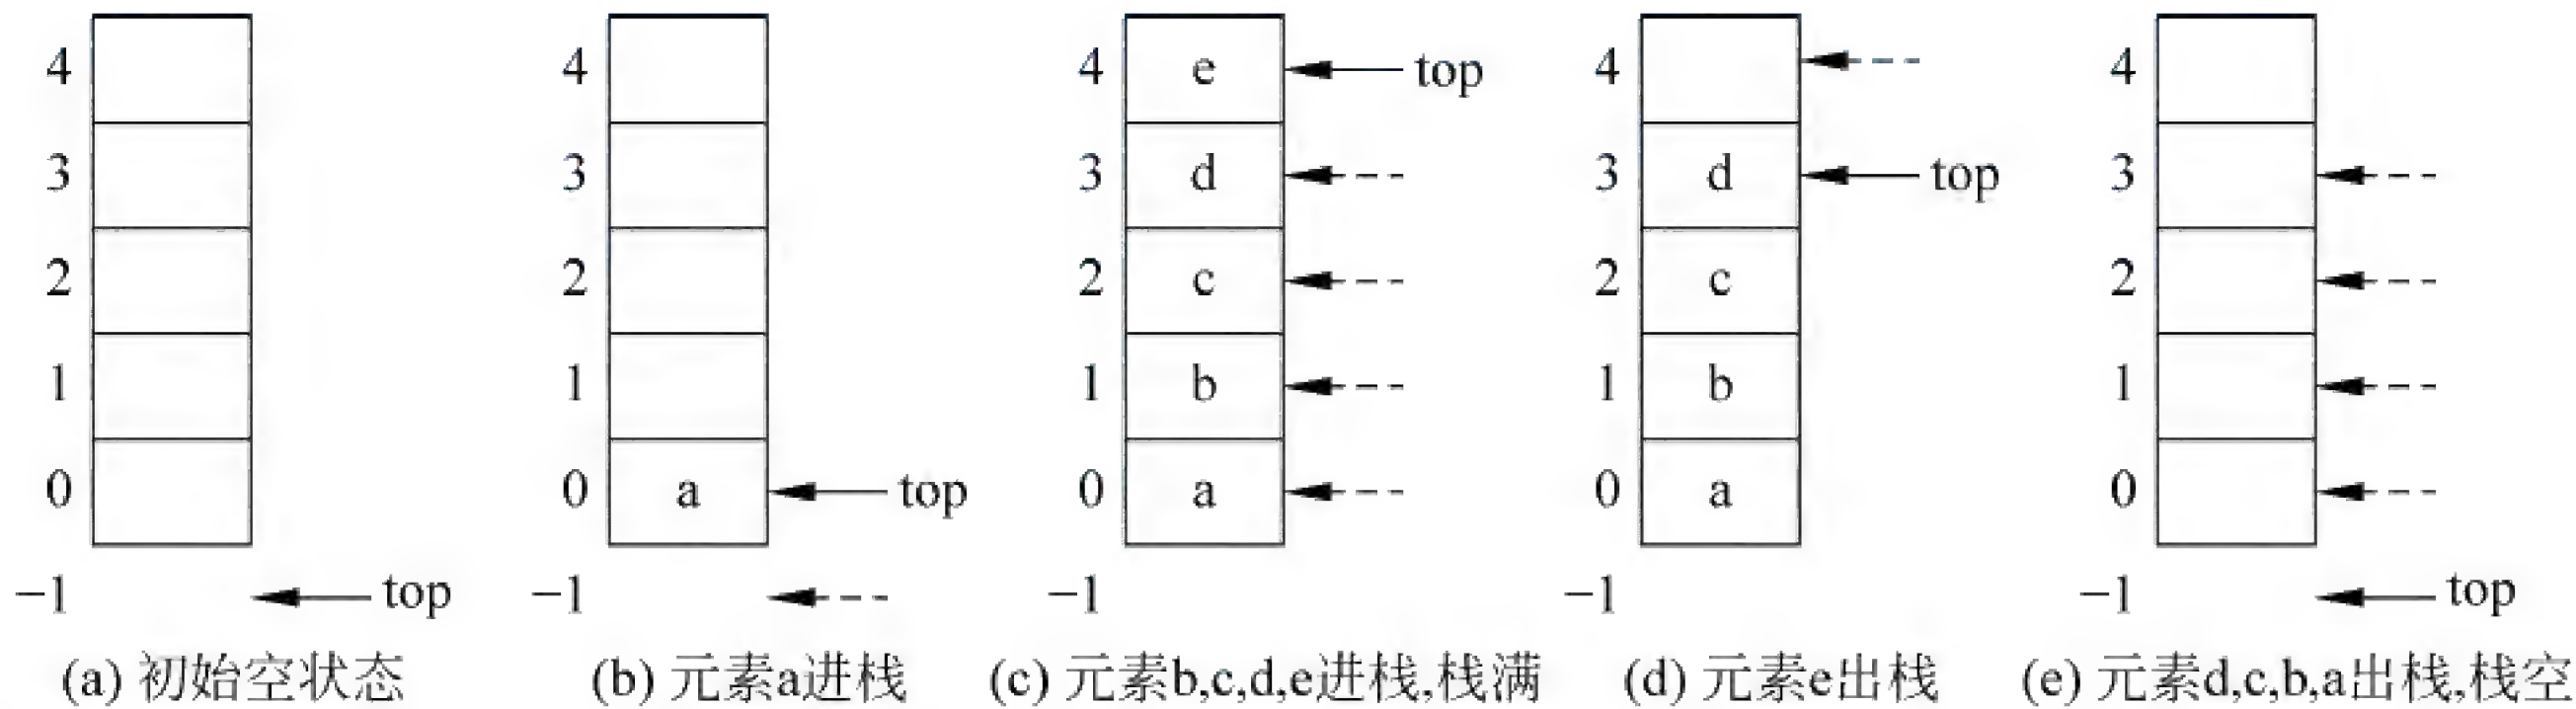 4 4 4 e top 4 4
3 3 3 d 3 d top 3
2 2 2 c 2 c 2
1 1 1 b 1 b 1
0 0 a top 0 a 0 a 0
−1 top −1 −1 −1 −1 top
(a) 初始空状态 (b) 元素a进栈 (c) 元素b,c,d,e进栈,栈满 (d) 元素e出栈 (e) 元素d,c,b,a出栈,栈空